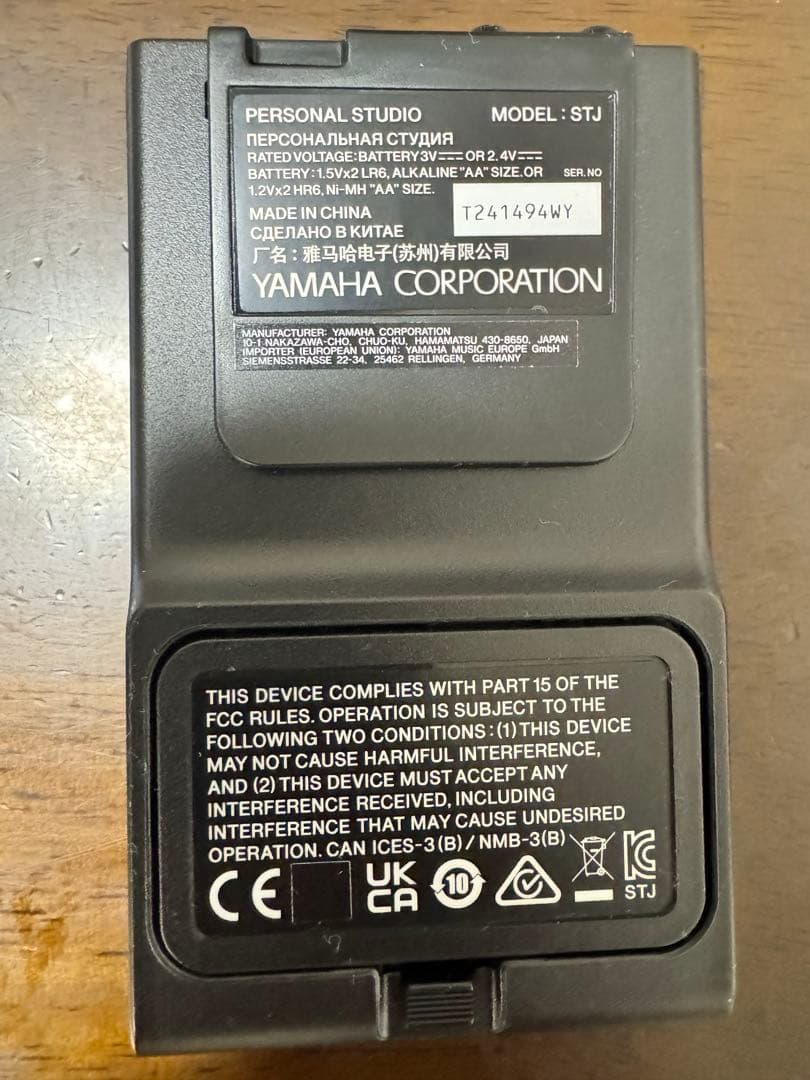 PERSONAL STUDIO MODEL : STJ
ПЕРСОНАЛЬНАЯ СТУДИЯ
RATED VOLTAGE:BATTERY 3V⎓ OR 2.4V⎓
BATTERY : 1.5Vx2 LR6, ALKALINE "AA" SIZE. OR SER. NO
1.2Vx2 HR6, Ni-MH "AA" SIZE.
T241494WY
MADE IN CHINA
СДЕЛАНО В КИТАЕ
厂名：雅马哈电子(苏州)有限公司
YAMAHA CORPORATION
MANUFACTURER: YAMAHA CORPORATION
10-1 NAKAZAWA-CHO, CHUO-KU, HAMAMATSU 430-8650, JAPAN
IMPORTER (EUROPEAN UNION): YAMAHA MUSIC EUROPE GmbH
SIEMENSSTRASSE 22-34, 25462 RELLINGEN, GERMANY
THIS DEVICE COMPLIES WITH PART 15 OF THE
FCC RULES. OPERATION IS SUBJECT TO THE
FOLLOWING TWO CONDITIONS : (1) THIS DEVICE
MAY NOT CAUSE HARMFUL INTERFERENCE,
AND (2) THIS DEVICE MUST ACCEPT ANY
INTERFERENCE RECEIVED, INCLUDING
INTERFERENCE THAT MAY CAUSE UNDESIRED
OPERATION. CAN ICES-3 (B) / NMB-3 (B)
CE UK CA 10 STJ